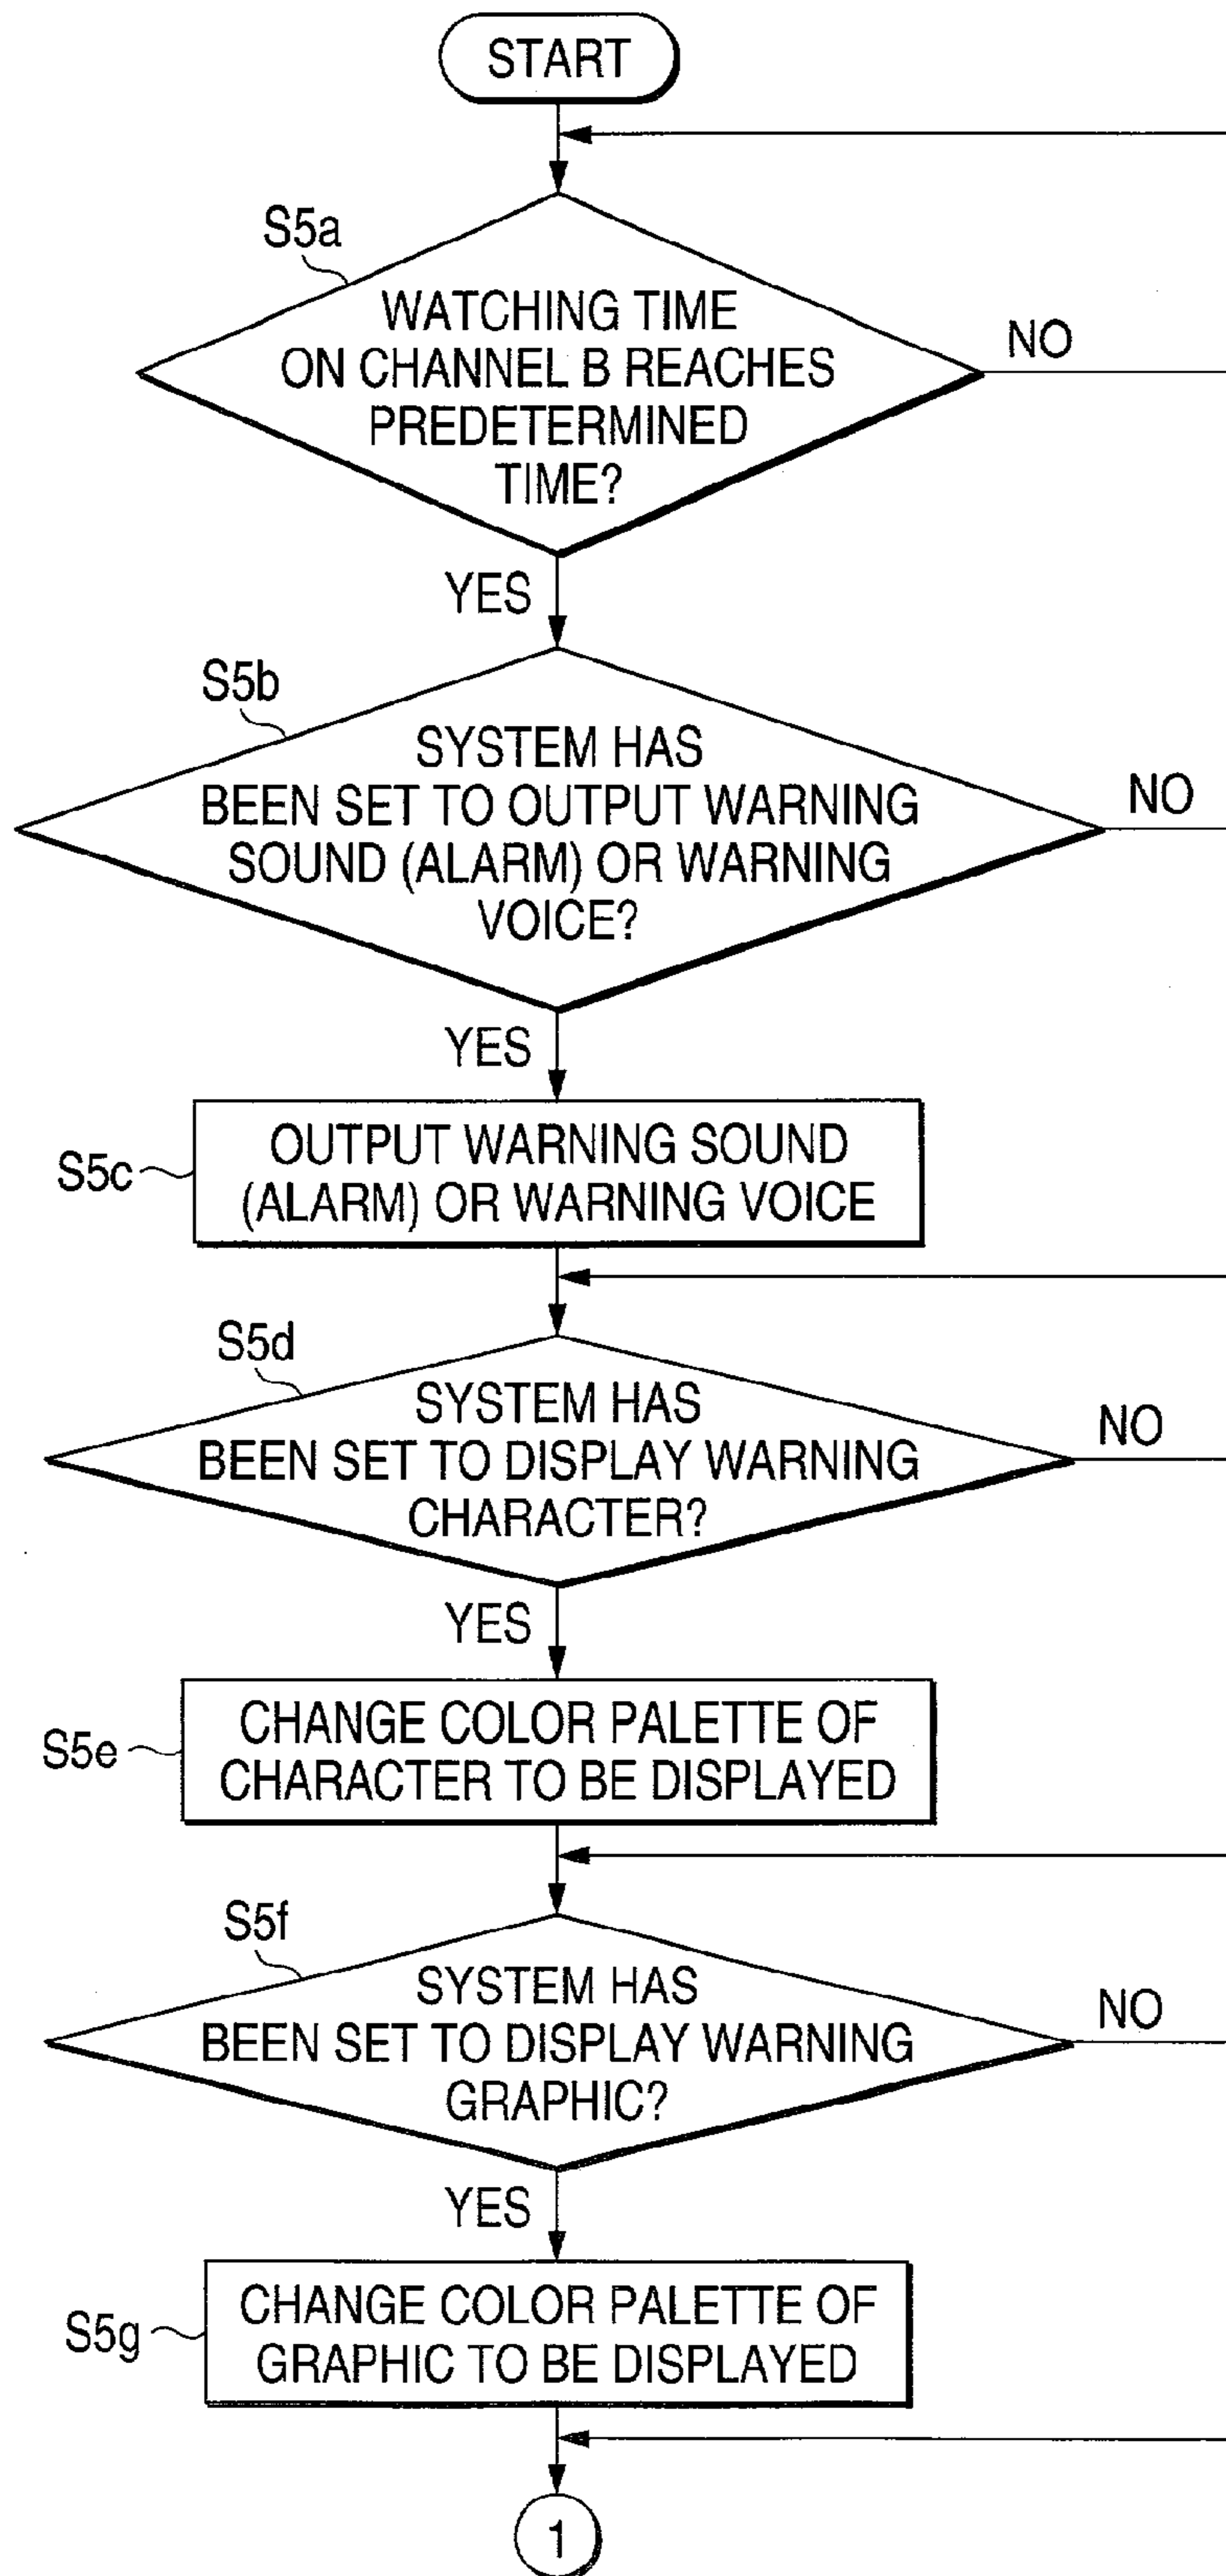 START
S5a
WATCHING TIME
ON CHANNEL B REACHES
PREDETERMINED
TIME?
NO
YES
S5b
SYSTEM HAS
BEEN SET TO OUTPUT WARNING
SOUND (ALARM) OR WARNING
VOICE?
NO
YES
S5c
OUTPUT WARNING SOUND
(ALARM) OR WARNING VOICE
S5d
SYSTEM HAS
BEEN SET TO DISPLAY WARNING
CHARACTER?
NO
YES
S5e
CHANGE COLOR PALETTE OF
CHARACTER TO BE DISPLAYED
S5f
SYSTEM HAS
BEEN SET TO DISPLAY WARNING
GRAPHIC?
NO
YES
S5g
CHANGE COLOR PALETTE OF
GRAPHIC TO BE DISPLAYED
1